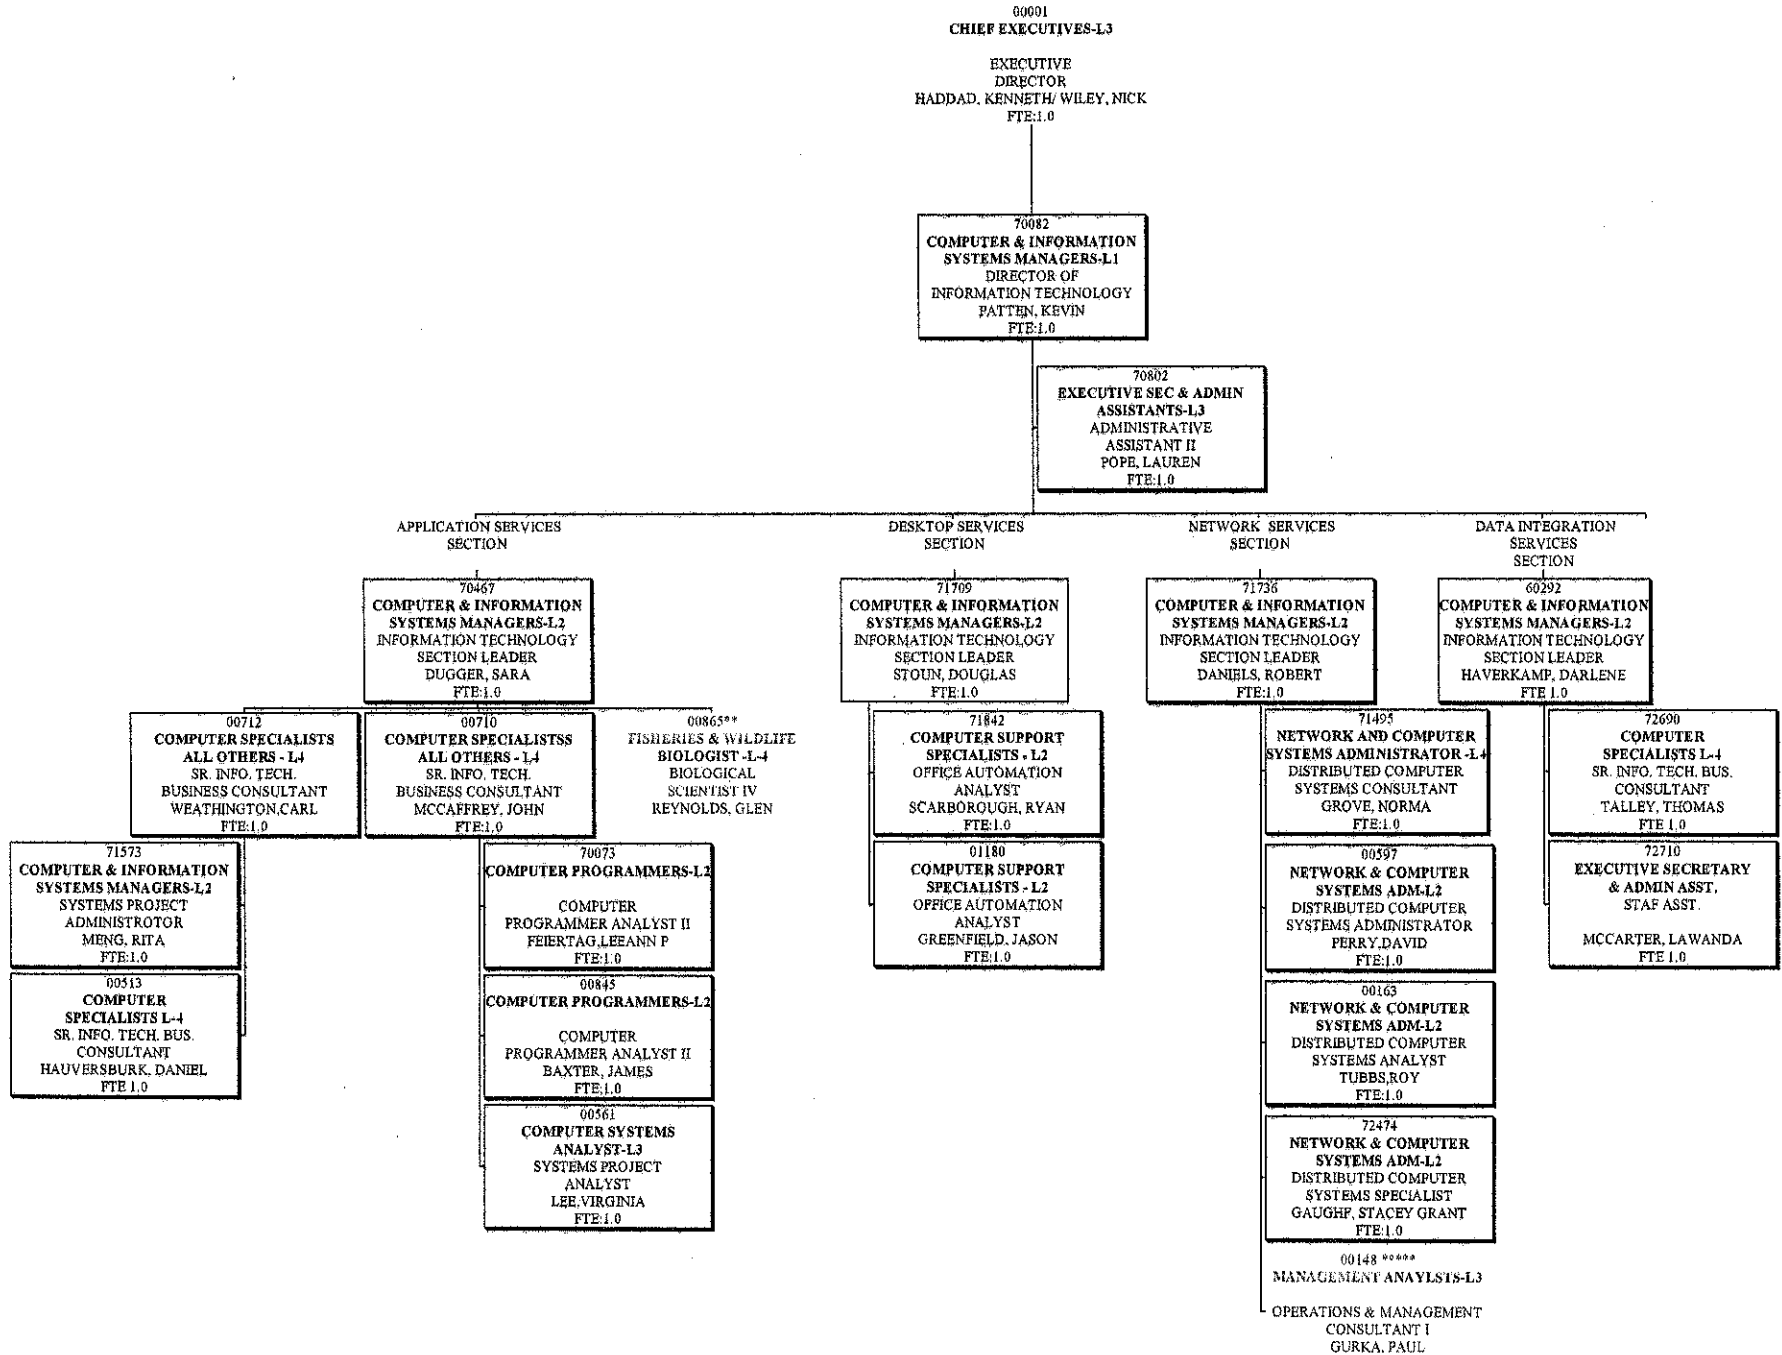 00001
CHIEF EXECUTIVES-L3
EXECUTIVE
DIRECTOR
HADDAD, KENNETH/ WILEY, NICK
FTE:1.0
70082
COMPUTER & INFORMATION
SYSTEMS MANAGERS-L1
DIRECTOR OF
INFORMATION TECHNOLOGY
PATTEN, KEVIN
FTE:1.0
70802
EXECUTIVE SEC & ADMIN
ASSISTANTS-L3
ADMINISTRATIVE
ASSISTANT II
POPE, LAUREN
FTE:1.0
APPLICATION SERVICES
SECTION
70467
COMPUTER & INFORMATION
SYSTEMS MANAGERS-L2
INFORMATION TECHNOLOGY
SECTION LEADER
DUGGER, SARA
FTE:1.0
00712
COMPUTER SPECIALISTS
ALL OTHERS - L4
SR. INFO. TECH.
BUSINESS CONSULTANT
WEATHINGTON,CARL
FTE:1.0
71573
COMPUTER & INFORMATION
SYSTEMS MANAGERS-L2
SYSTEMS PROJECT
ADMINISTROTOR
MENG, RITA
FTE:1.0
00513
COMPUTER
SPECIALISTS L-4
SR. INFO. TECH. BUS.
CONSULTANT
HAUVERSBURK, DANIEL
FTE 1.0
00710
COMPUTER SPECIALISTSS
ALL OTHERS - L4
SR. INFO. TECH.
BUSINESS CONSULTANT
MCCAFFREY, JOHN
FTE:1.0
70073
COMPUTER PROGRAMMERS-L2
COMPUTER
PROGRAMMER ANALYST II
FEIERTAG,LEEANN P
FTE:1.0
00845
COMPUTER PROGRAMMERS-L2
COMPUTER
PROGRAMMER ANALYST II
BAXTER, JAMES
FTE:1.0
00561
COMPUTER SYSTEMS
ANALYST-L3
SYSTEMS PROJECT
ANALYST
LEE,VIRGINIA
FTE:1.0
00865**
FISHERIES & WILDLIFE
BIOLOGIST -L-4
BIOLOGICAL
SCIENTIST IV
REYNOLDS, GLEN
DESKTOP SERVICES
SECTION
71709
COMPUTER & INFORMATION
SYSTEMS MANAGERS-L2
INFORMATION TECHNOLOGY
SECTION LEADER
STOUN, DOUGLAS
FTE:1.0
71842
COMPUTER SUPPORT
SPECIALISTS - L2
OFFICE AUTOMATION
ANALYST
SCARBOROUGH, RYAN
FTE:1.0
01180
COMPUTER SUPPORT
SPECIALISTS - L2
OFFICE AUTOMATION
ANALYST
GREENFIELD, JASON
FTE:1.0
NETWORK SERVICES
SECTION
71736
COMPUTER & INFORMATION
SYSTEMS MANAGERS-L2
INFORMATION TECHNOLOGY
SECTION LEADER
DANIELS, ROBERT
FTE:1.0
71495
NETWORK AND COMPUTER
SYSTEMS ADMINISTRATOR -L4
DISTRIBUTED COMPUTER
SYSTEMS CONSULTANT
GROVE, NORMA
FTE:1.0
00597
NETWORK & COMPUTER
SYSTEMS ADM-L2
DISTRIBUTED COMPUTER
SYSTEMS ADMINISTRATOR
PERRY,DAVID
FTE:1.0
00163
NETWORK & COMPUTER
SYSTEMS ADM-L2
DISTRIBUTED COMPUTER
SYSTEMS ANALYST
TUBBS,ROY
FTE:1.0
72474
NETWORK & COMPUTER
SYSTEMS ADM-L2
DISTRIBUTED COMPUTER
SYSTEMS SPECIALIST
GAUGHF, STACEY GRANT
FTE:1.0
00148 *****
MANAGEMENT ANAYLSTS-L3
OPERATIONS & MANAGEMENT
CONSULTANT I
GURKA, PAUL
DATA INTEGRATION
SERVICES
SECTION
60292
COMPUTER & INFORMATION
SYSTEMS MANAGERS-L2
INFORMATION TECHNOLOGY
SECTION LEADER
HAVERKAMP, DARLENE
FTE 1.0
72690
COMPUTER
SPECIALISTS L-4
SR. INFO. TECH. BUS.
CONSULTANT
TALLEY, THOMAS
FTE 1.0
72710
EXECUTIVE SECRETARY
& ADMIN ASST,
STAF ASST.
MCCARTER, LAWANDA
FTE 1.0